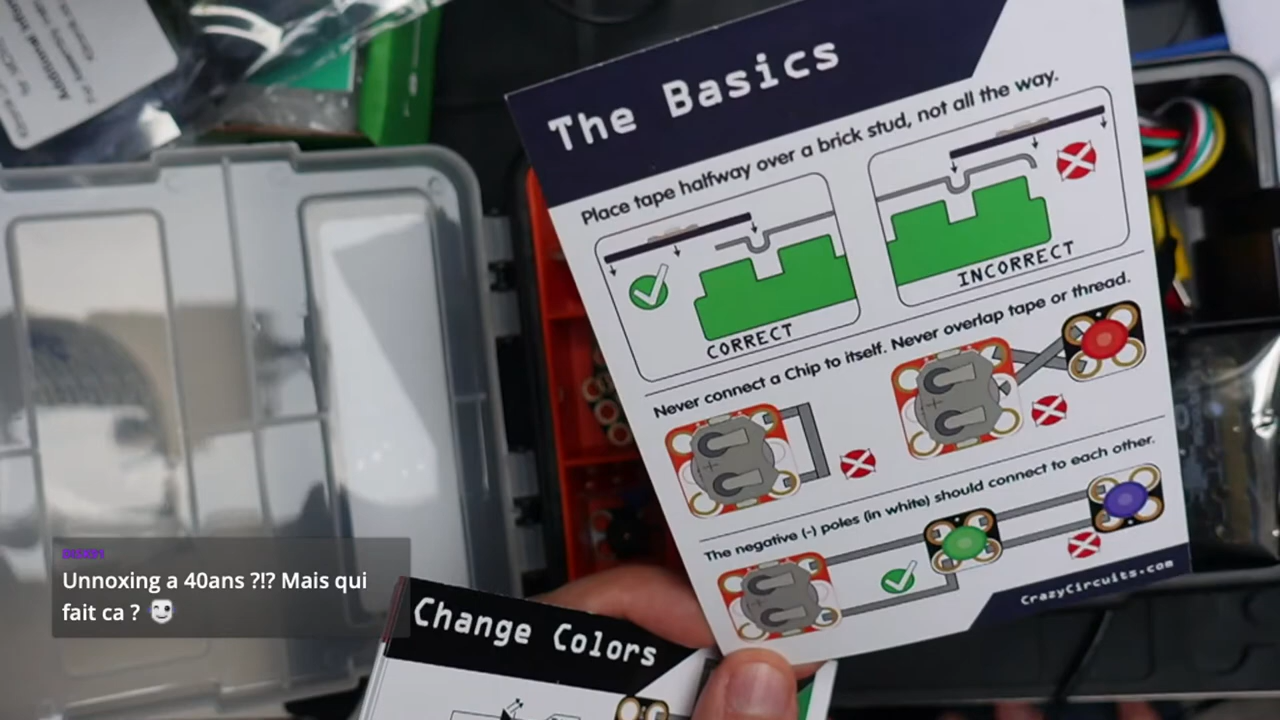 The Basics
Place tape halfway over a brick stud, not all the way.
CORRECT
INCORRECT
Never connect a Chip to itself. Never overlap tape or thread.
The negative (-) poles (in white) should connect to each other.
CrazyCircuits.com
Change Colors
Unnoxing a 40ans ?!? Mais qui
fait ca ?